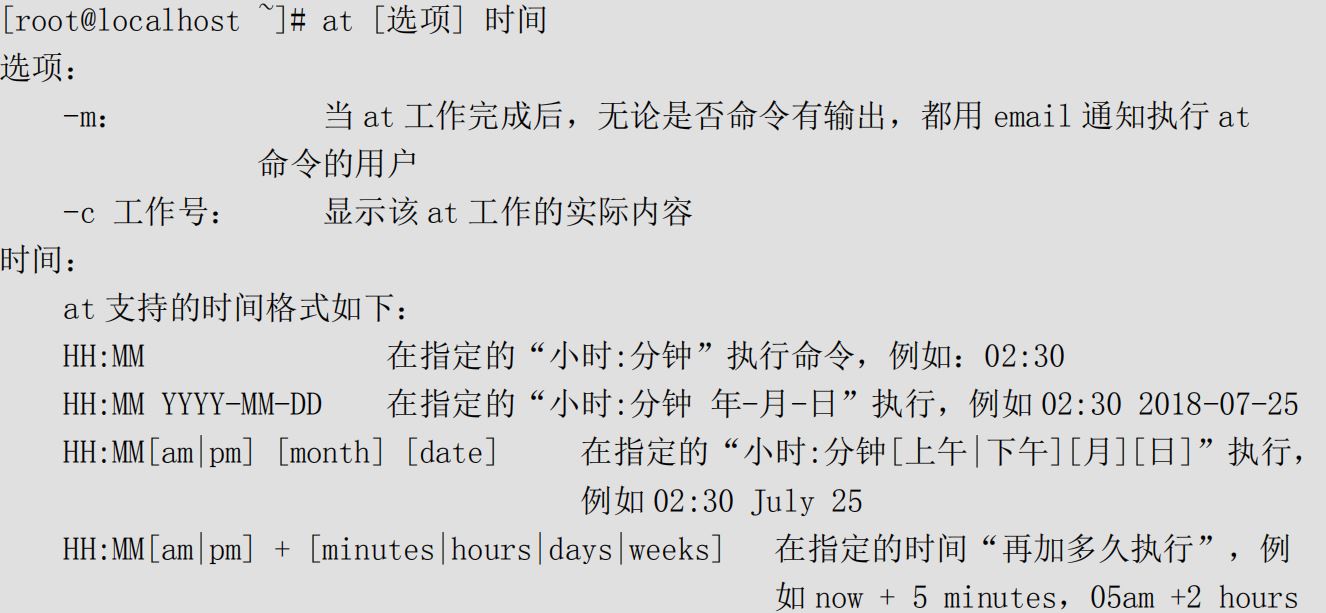 [root@localhost ~]# at [选项] 时间
选项：
-m： 当 at 工作完成后，无论是否命令有输出，都用 email 通知执行 at
命令的用户
-c 工作号： 显示该 at 工作的实际内容
时间：
at 支持的时间格式如下：
HH:MM 在指定的“小时:分钟”执行命令，例如：02:30
HH:MM YYYY-MM-DD 在指定的“小时:分钟 年-月-日”执行，例如 02:30 2018-07-25
HH:MM[am|pm] [month] [date] 在指定的“小时:分钟[上午|下午][月][日]”执行，
例如 02:30 July 25
HH:MM[am|pm] + [minutes|hours|days|weeks] 在指定的时间“再加多久执行”，例
如 now + 5 minutes，05am +2 hours